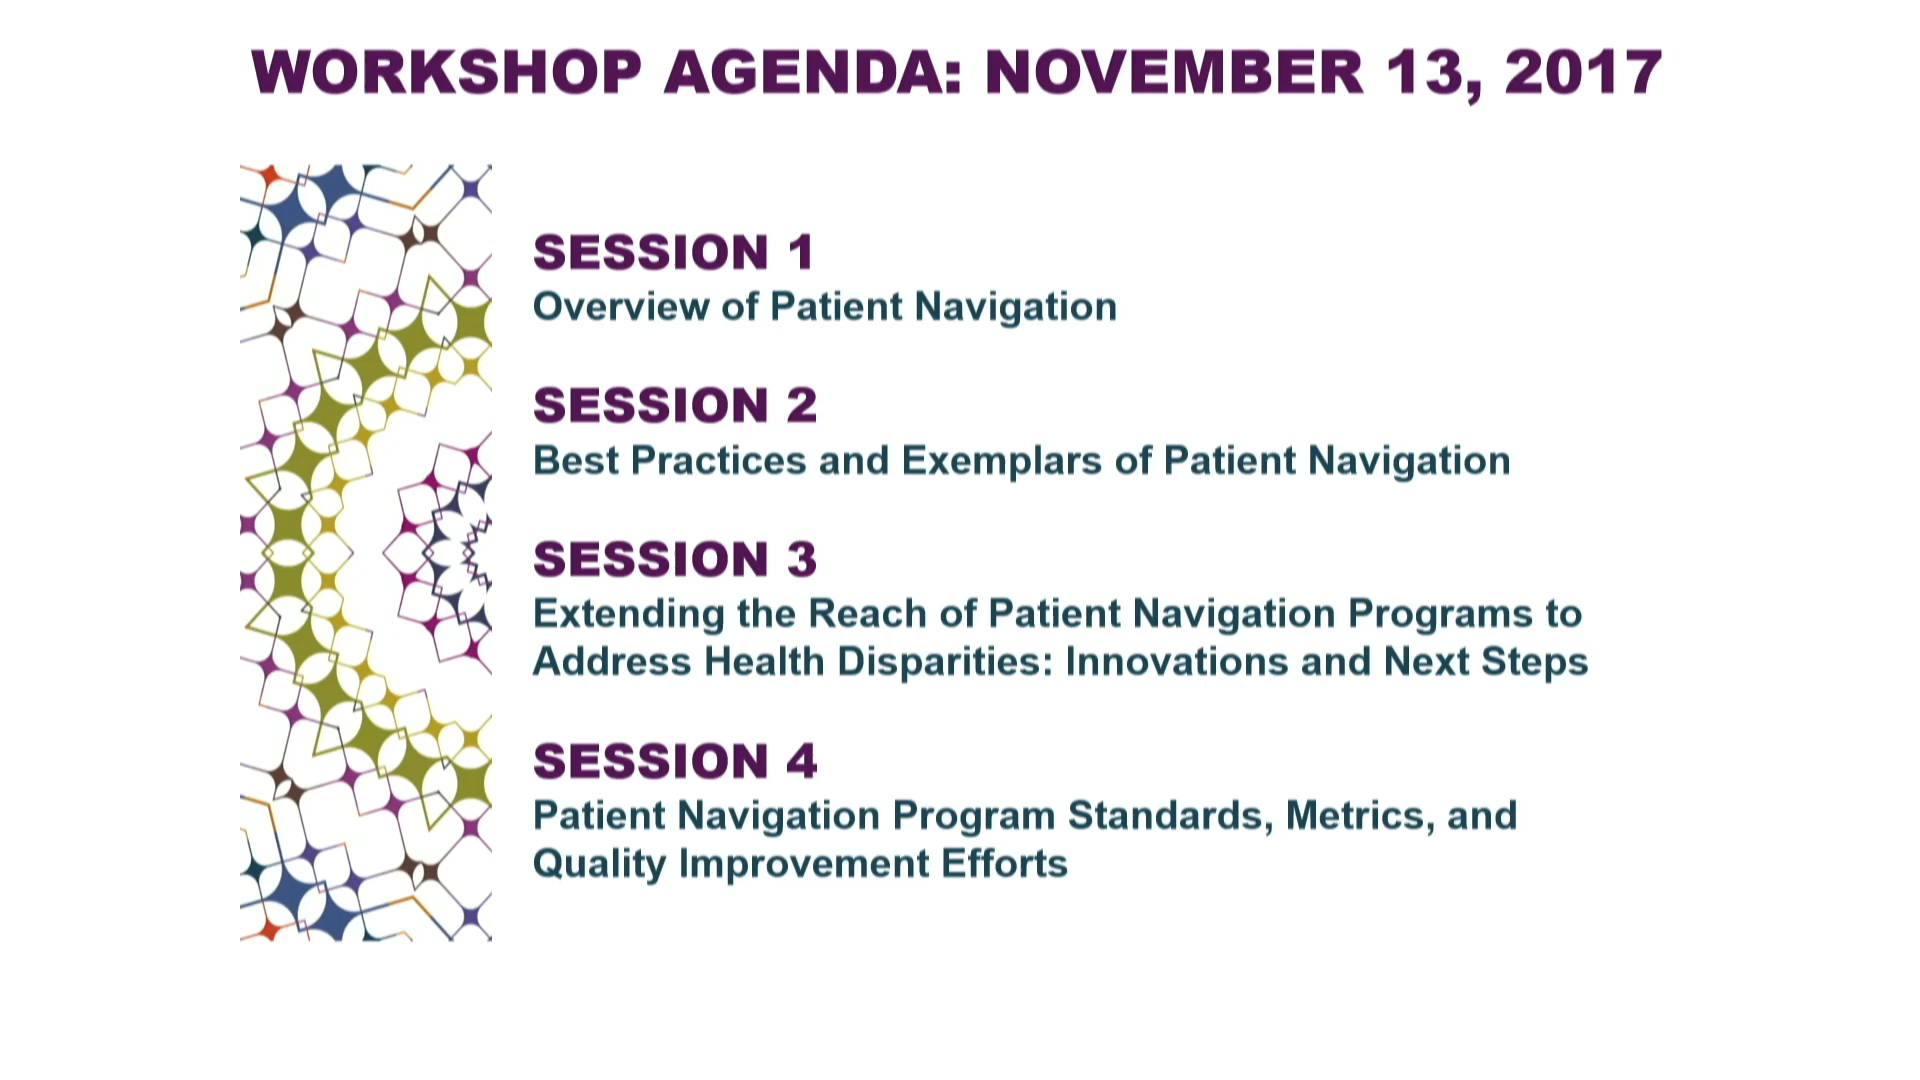 WORKSHOP AGENDA: NOVEMBER 13, 2017
SESSION 1
Overview of Patient Navigation
SESSION 2
Best Practices and Exemplars of Patient Navigation
SESSION 3
Extending the Reach of Patient Navigation Programs to
Address Health Disparities: Innovations and Next Steps
SESSION 4
Patient Navigation Program Standards, Metrics, and
Quality Improvement Efforts